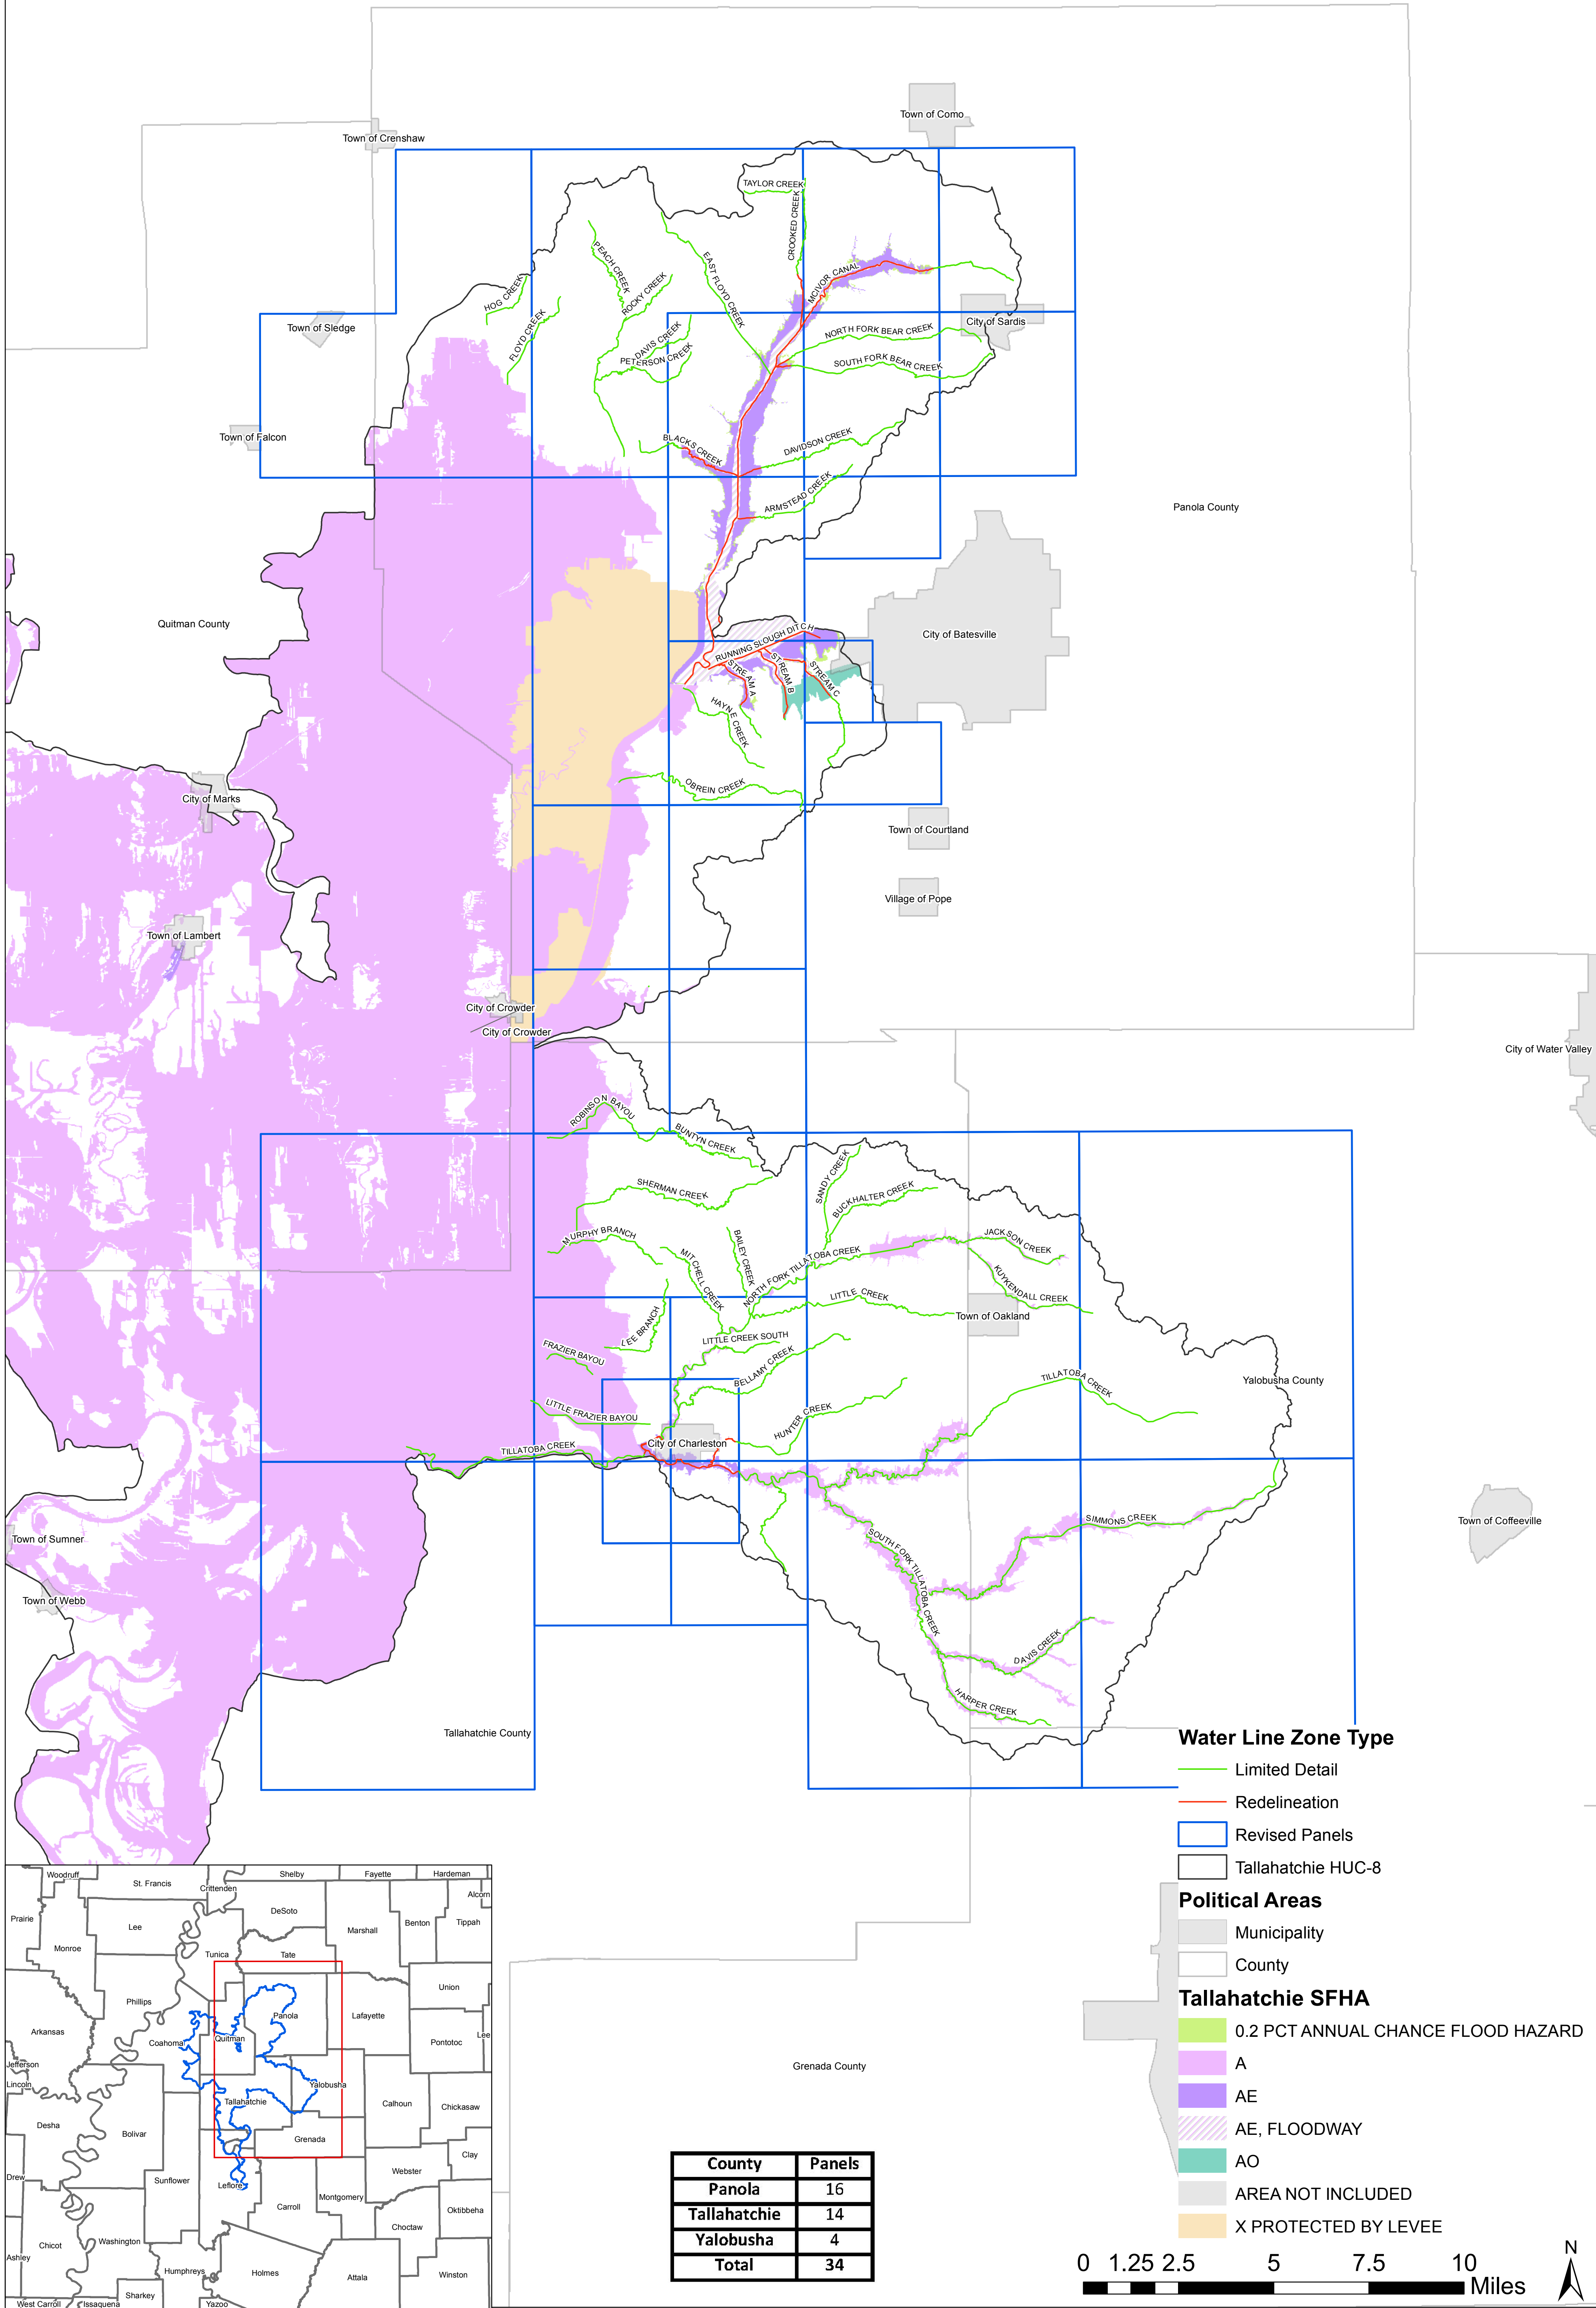 Town of Como
Town of Crenshaw
TAYLOR CREEK
CROOKED CREEK
PEACH CREEK
EAST FLOYD CREEK
MCIVOR CANAL
HOG CREEK
ROCKY CREEK
Town of Sledge
City of Sardis
FLOYD CREEK
DAVIS CREEK
NORTH FORK BEAR CREEK
PETERSON CREEK
SOUTH FORK BEAR CREEK
Town of Falcon
BLACKS CREEK
DAVIDSON CREEK
ARMSTEAD CREEK
Panola County
Quitman County
City of Batesville
RUNNING SLOUGH DITCH
STREAM A
STREAM B
STREAM C
HAYNE CREEK
OBREIN CREEK
City of Marks
Town of Courtland
Village of Pope
Town of Lambert
City of Crowder
City of Crowder
City of Water Valley
ROBINSON BAYOU
BUNTYN CREEK
SANDY CREEK
SHERMAN CREEK
BUCKHALTER CREEK
MURPHY BRANCH
BAILEY CREEK
JACKSON CREEK
MITCHELL CREEK
NORTH FORK TILLATOBA CREEK
KUYKENDALL CREEK
LITTLE CREEK
Town of Oakland
LEE BRANCH
LITTLE CREEK SOUTH
FRAZIER BAYOU
BELLAMY CREEK
TILLATOBA CREEK
Yalobusha County
LITTLE FRAZIER BAYOU
HUNTER CREEK
City of Charleston
TILLATOBA CREEK
SIMMONS CREEK
Town of Coffeeville
Town of Sumner
SOUTH FORK TILLATOBA CREEK
Town of Webb
DAVIS CREEK
HARPER CREEK
Tallahatchie County
Water Line Zone Type
Limited Detail
Redelineation
Revised Panels
Tallahatchie HUC-8
Political Areas
Municipality
County
Tallahatchie SFHA
0.2 PCT ANNUAL CHANCE FLOOD HAZARD
A
AE
AE, FLOODWAY
AO
AREA NOT INCLUDED
X PROTECTED BY LEVEE
Grenada County
County Panels
Panola 16
Tallahatchie 14
Yalobusha 4
Total 34
0 1.25 2.5 5 7.5 10
Miles
N
Woodruff
St. Francis
Crittenden
Shelby
Fayette
Hardeman
Alcorn
Prairie
Lee
DeSoto
Marshall
Benton
Tippah
Monroe
Tunica
Tate
Union
Phillips
Panola
Lafayette
Arkansas
Coahoma
Quitman
Pontotoc
Lee
Jefferson
Lincoln
Yalobusha
Tallahatchie
Calhoun
Chickasaw
Desha
Bolivar
Grenada
Clay
Drew
Sunflower
Leflore
Webster
Montgomery
Carroll
Oktibbeha
Choctaw
Chicot
Washington
Ashley
Humphreys
Holmes
Attala
Winston
Sharkey
West Carroll
Issaquena
Yazoo